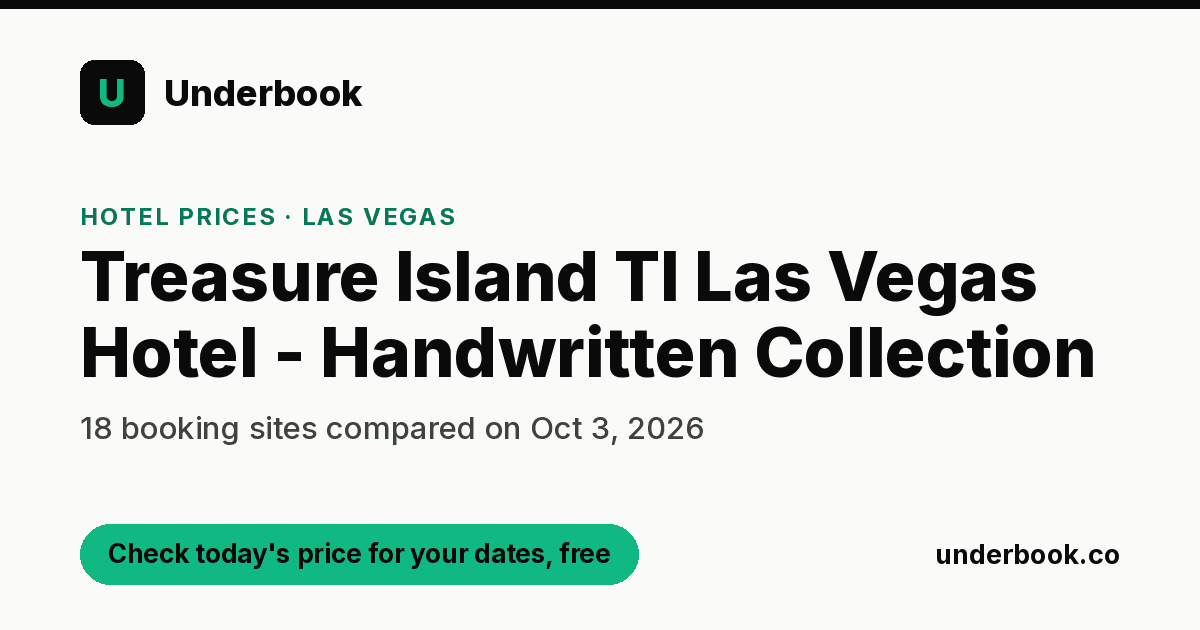 U Underbook
HOTEL PRICES · LAS VEGAS
Treasure Island TI Las Vegas
Hotel - Handwritten Collection
18 booking sites compared on Oct 3, 2026
Check today's price for your dates, free
underbook.co